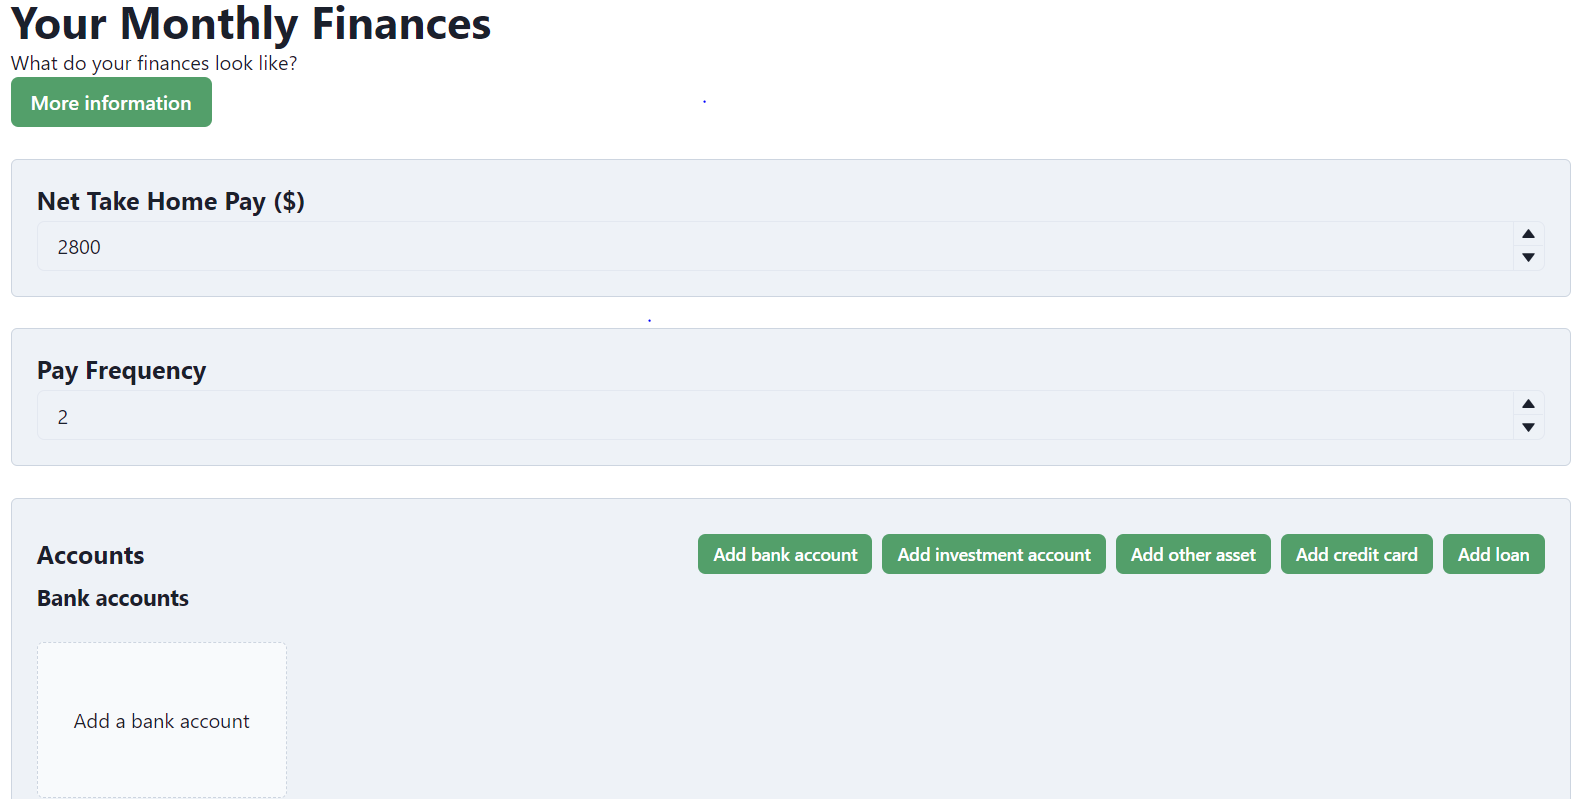 Your Monthly Finances
What do your finances look like?
More information
Net Take Home Pay ($)
2800
Pay Frequency
2
Accounts
Add bank account
Add investment account
Add other asset
Add credit card
Add loan
Bank accounts
Add a bank account